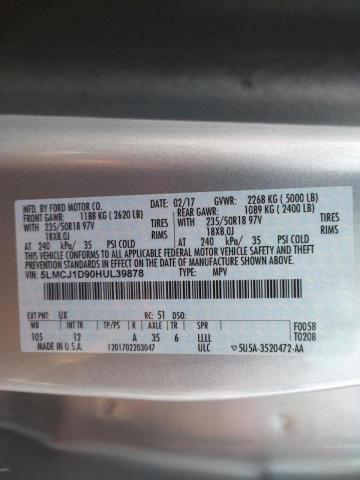 MFD. BY FORD MOTOR CO.
02/17 GVWR: 2268 KG ( 5000 LB)
FRONT GAWR: 1188 KG ( 2620 LB) REAR GAWR: 1089 KG ( 2400 LB)
235/50R18 97V WITH 235/50R18 97V WITH
18X8.0J 18X8.0J
AT 240 kPa/ 35 PSI COLD AT 240 kPa/ 35 PSI COLD
THIS VEHICLE CONFORMS TO ALL APPLICABLE FEDERAL MOTOR VEHICLE
SAFETY, BUMPER, AND THEFT PREVENTION STANDARDS IN EFFECT ON THE
DATE OF MANUFACTURE SHOWN ABOVE.
VIN: 5LMCJ1D90HUL39878 TYPE: MPV
EXT PNT: UX RC: 51 DSO: F0058
WB INT TR TP/PS R AXLE TR SPR T0208
105 12 A 35 6 LLLL
MADE IN U.S.A. 1201702203047 ULC 5U5A-3520472-AA